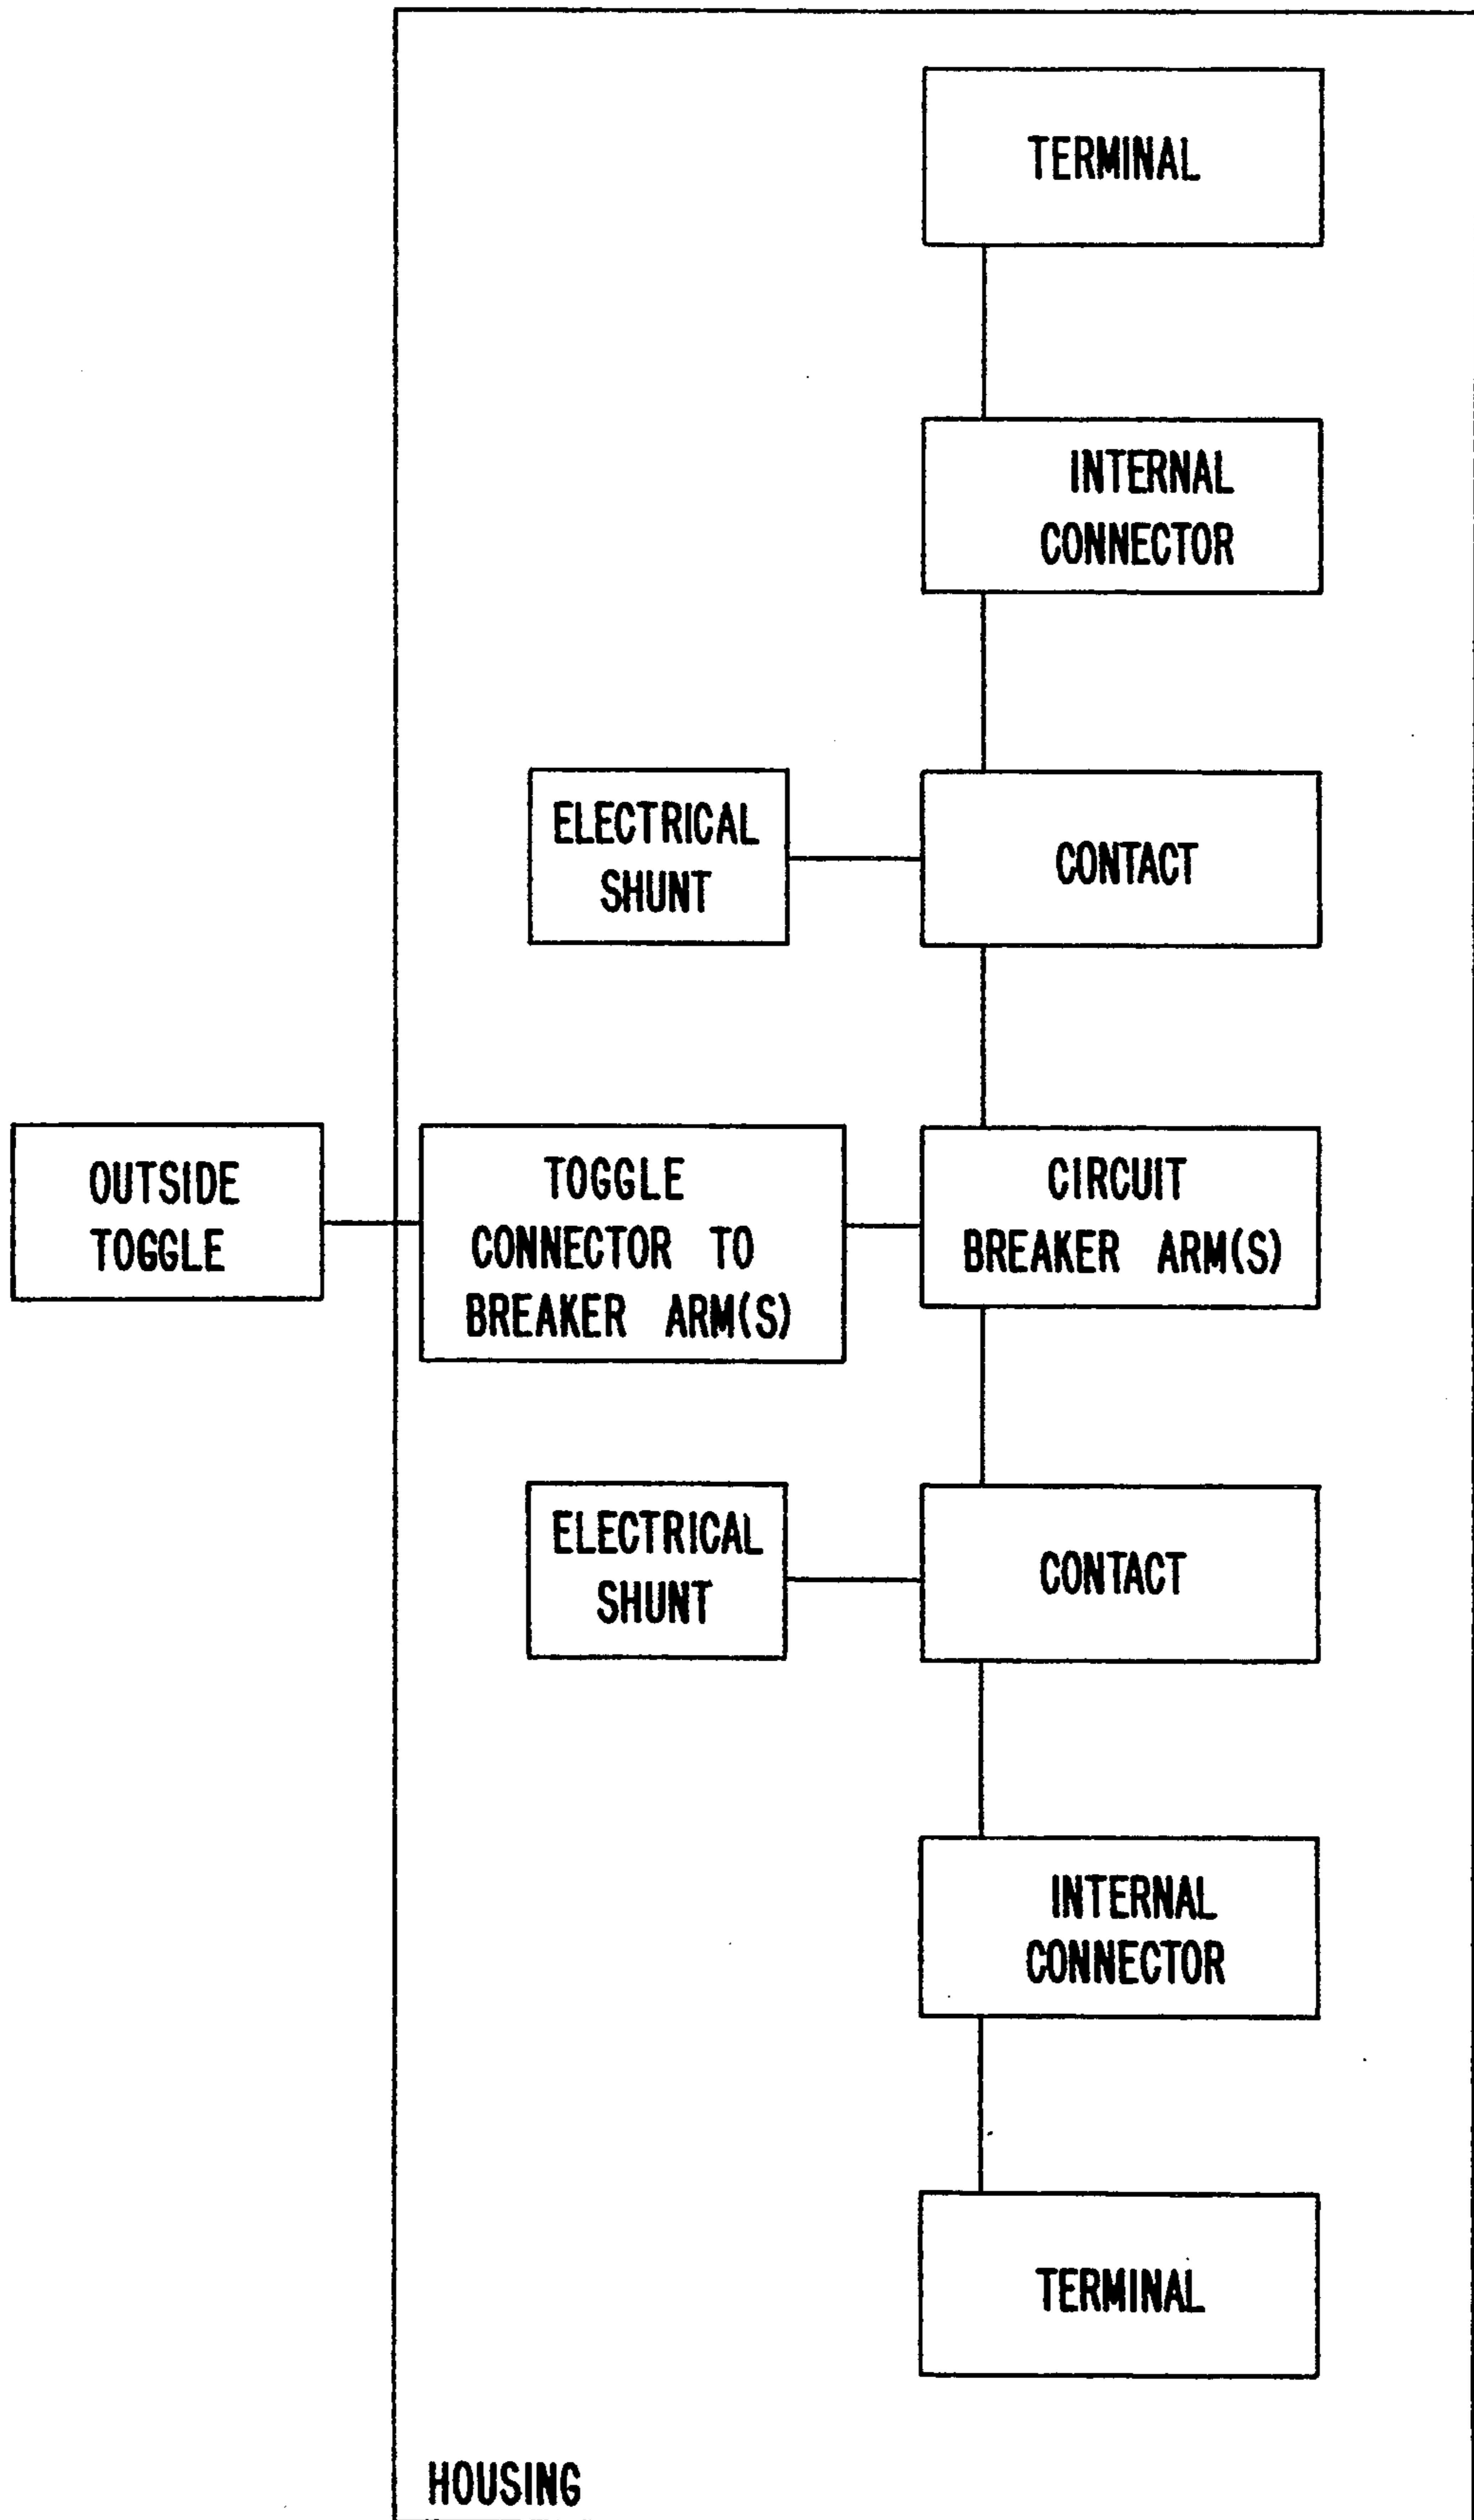 TERMINAL
INTERNAL
CONNECTOR
ELECTRICAL
SHUNT
CONTACT
OUTSIDE
TOGGLE
TOGGLE
CONNECTOR TO
BREAKER ARM(S)
CIRCUIT
BREAKER ARM(S)
ELECTRICAL
SHUNT
CONTACT
INTERNAL
CONNECTOR
TERMINAL
HOUSING